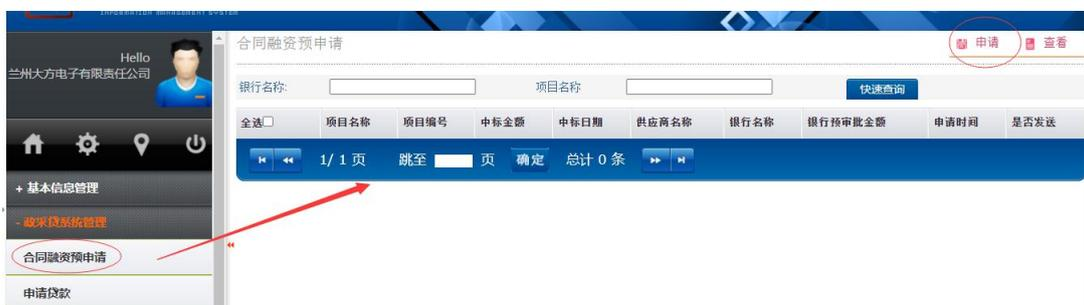 INFORMATION MANAGEMENT SYSTEM
Hello
兰州大方电子有限责任公司
合同融资预申请
申请 查看
银行名称: 项目名称 快速查询
全选 项目名称 项目编号 中标金额 中标日期 供应商名称 银行名称 银行预审批金额 申请时间 是否发送
1/ 1 页 跳至 页 确定 总计 0 条
+ 基本信息管理
- 政采贷系统管理
合同融资预申请
申请贷款